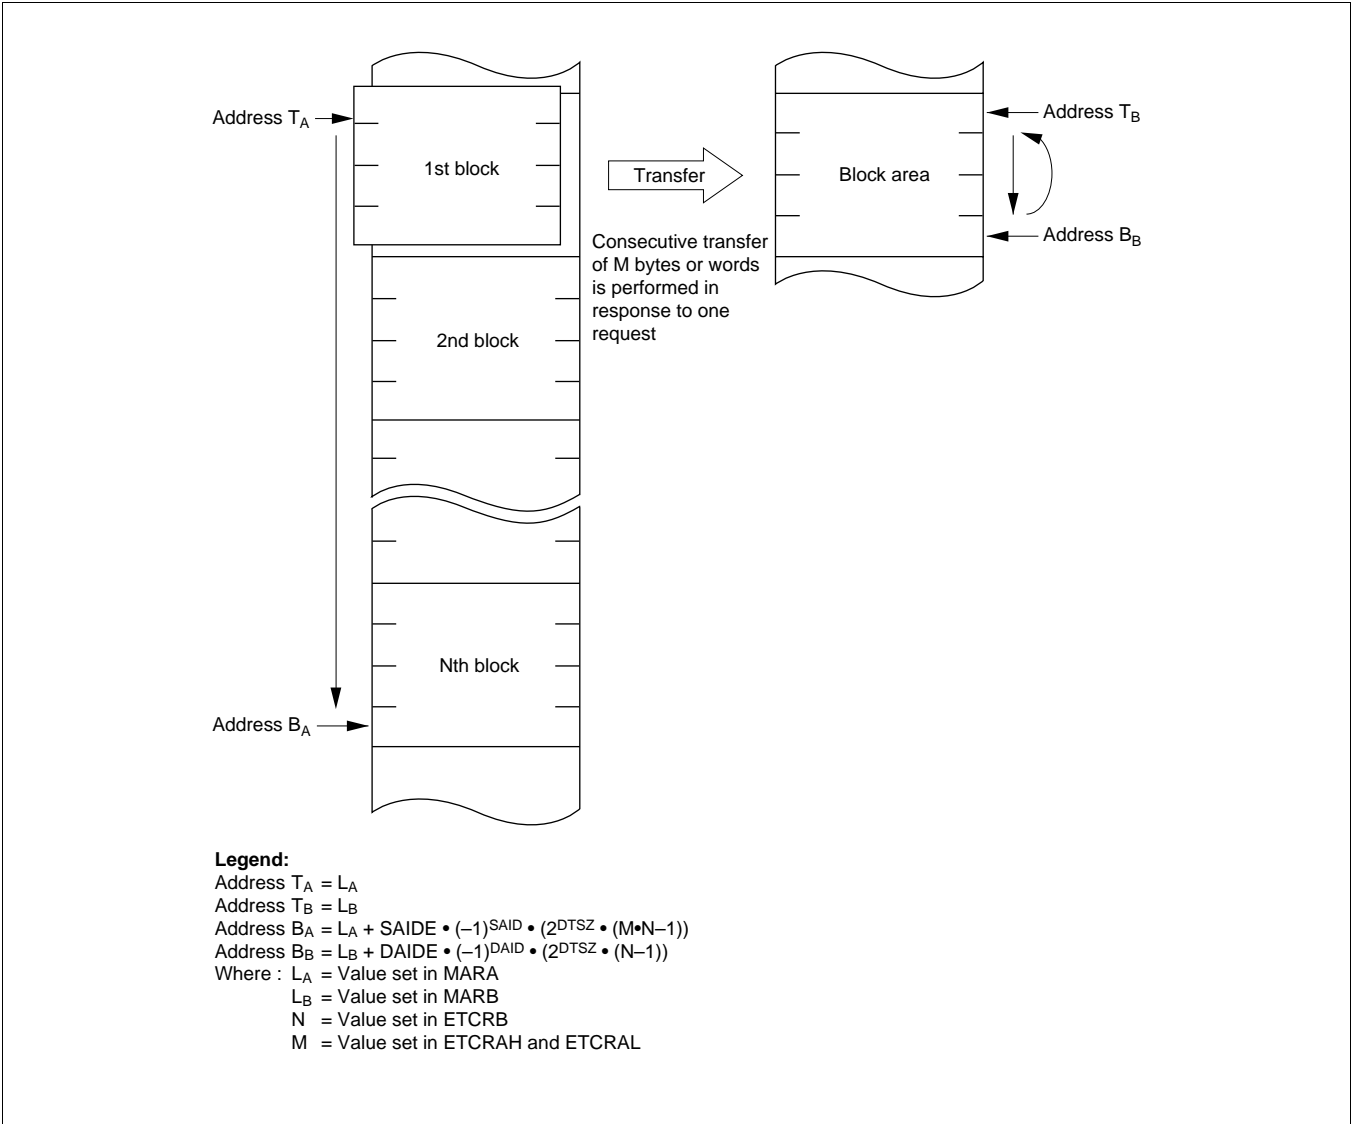 Address TA
1st block
Transfer
Block area
Address TB
Address BB
Consecutive transfer
of M bytes or words
is performed in
response to one
request
2nd block
Nth block
Address BA
Legend:
Address TA = LA
Address TB = LB
Address BA = LA + SAIDE • (–1)SAID • (2DTSZ • (M•N–1))
Address BB = LB + DAIDE • (–1)DAID • (2DTSZ • (N–1))
Where : LA = Value set in MARA
LB = Value set in MARB
N = Value set in ETCRB
M = Value set in ETCRAH and ETCRAL